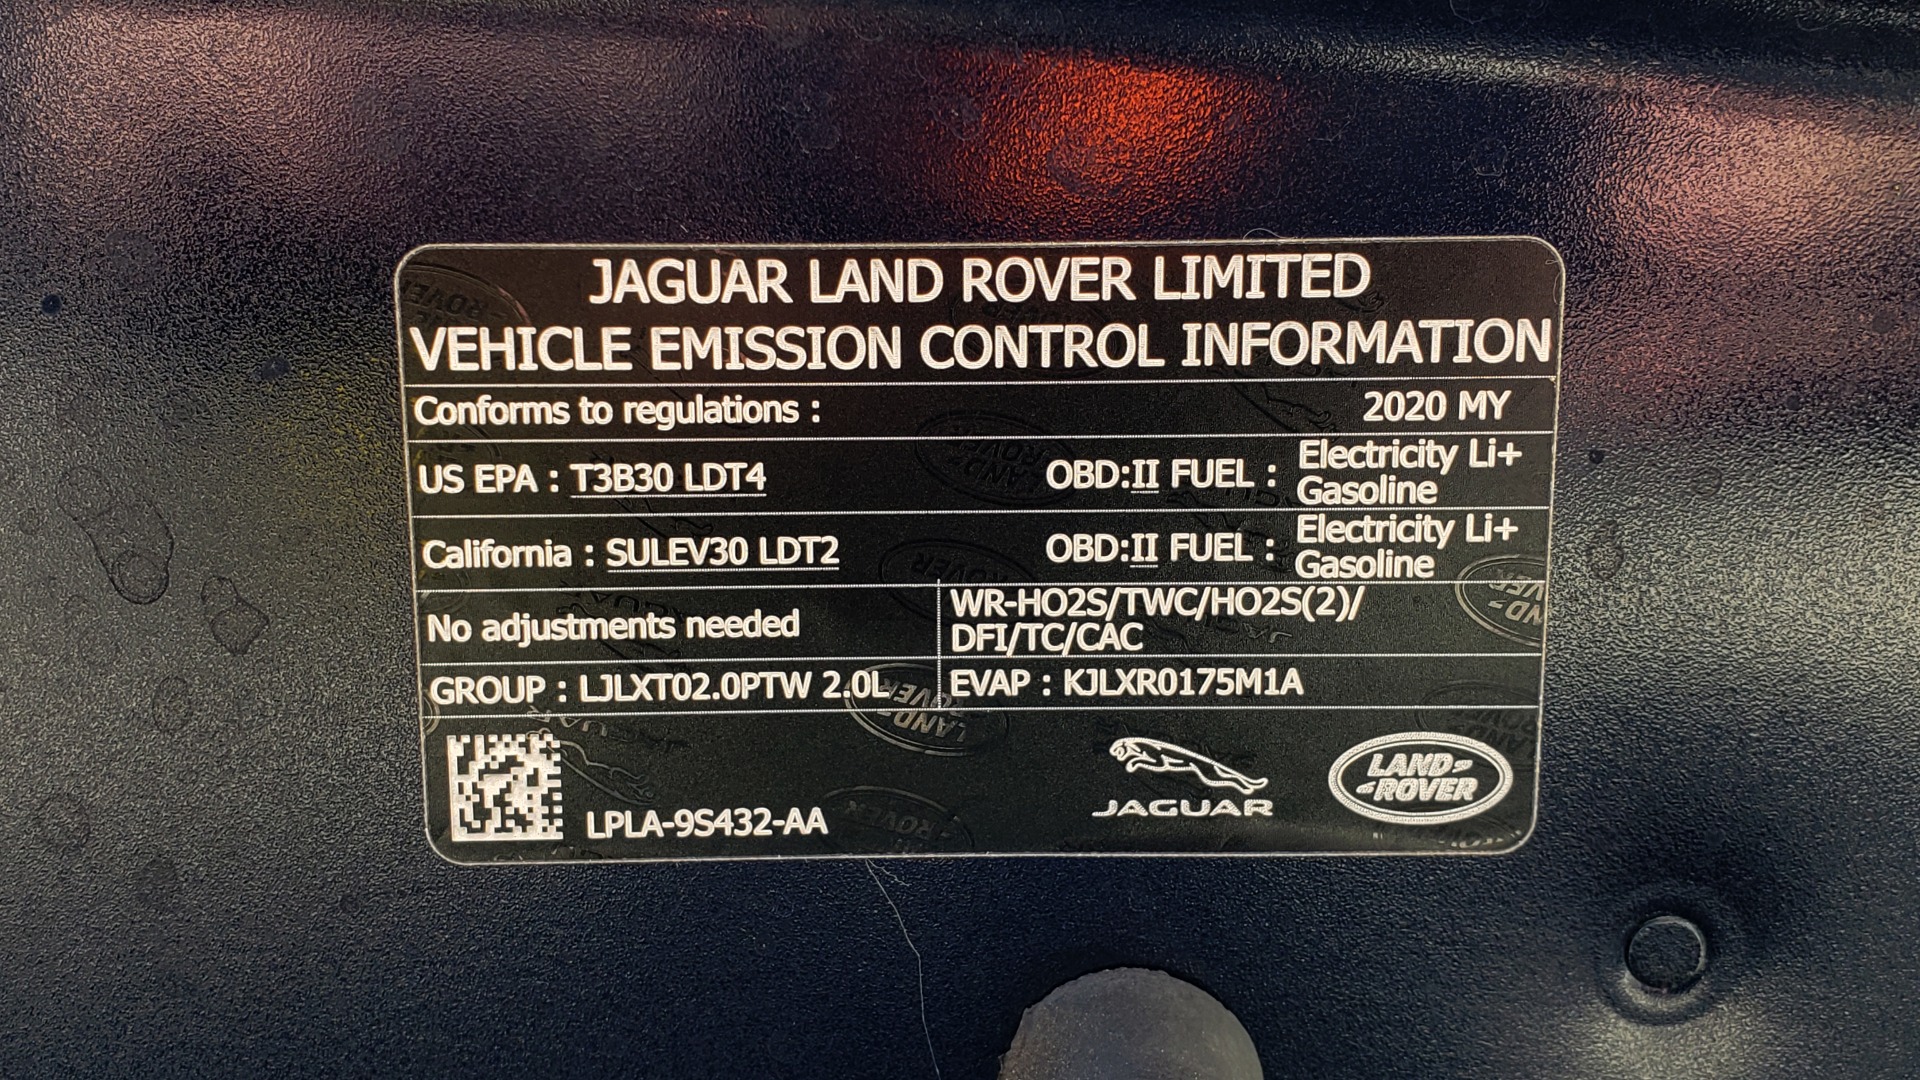 JAGUAR LAND ROVER LIMITED
VEHICLE EMISSION CONTROL INFORMATION
Conforms to regulations : 2020 MY
US EPA : T3B30 LDT4 OBD:II FUEL : Electricity Li+
Gasoline
California : SULEV30 LDT2 OBD:II FUEL : Electricity Li+
Gasoline
No adjustments needed
WR-HO2S/TWC/HO2S(2)/
DFI/TC/CAC
GROUP : LJLXT02.0PTW 2.0L EVAP : KJLXR0175M1A
LPLA-9S432-AA
JAGUAR
LAND-
-ROVER